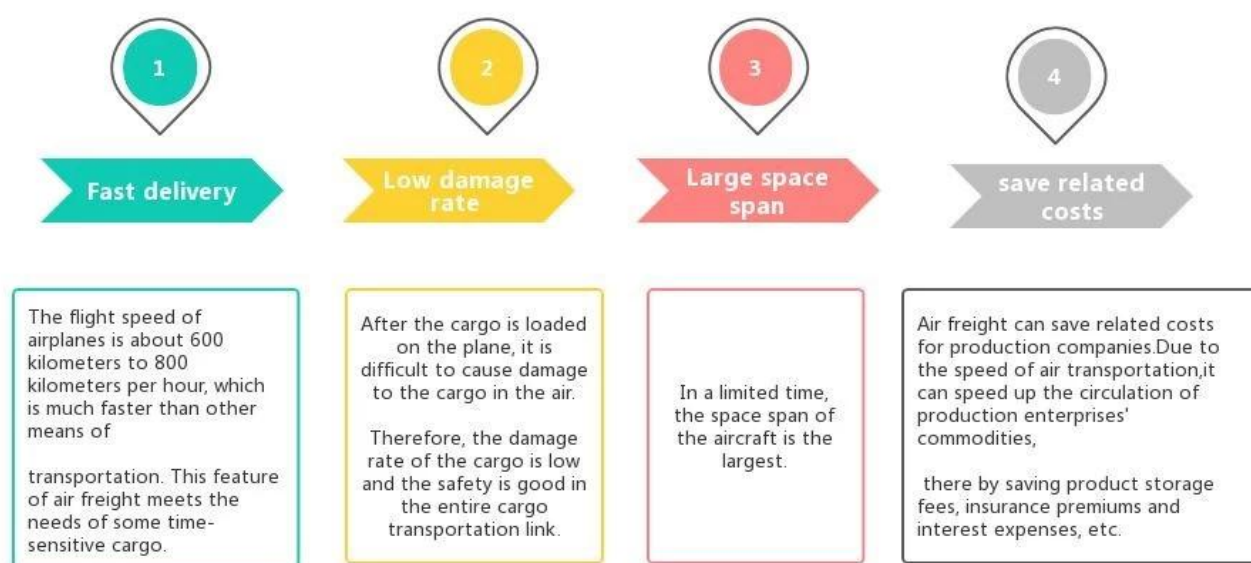 1
Fast delivery
The flight speed of
airplanes is about 600
kilometers to 800
kilometers per hour, which
is much faster than other
means of
transportation. This feature
of air freight meets the
needs of some time-
sensitive cargo.
2
Low damage
rate
After the cargo is loaded
on the plane, it is
difficult to cause damage
to the cargo in the air.
Therefore, the damage
rate of the cargo is low
and the safety is good in
the entire cargo
transportation link.
3
Large space
span
In a limited time,
the space span of
the aircraft is the
largest.
4
save related
costs
Air freight can save related costs
for production companies.Due to
the speed of air transportation,it
can speed up the circulation of
production enterprises'
commodities,
there by saving product storage
fees, insurance premiums and
interest expenses, etc.